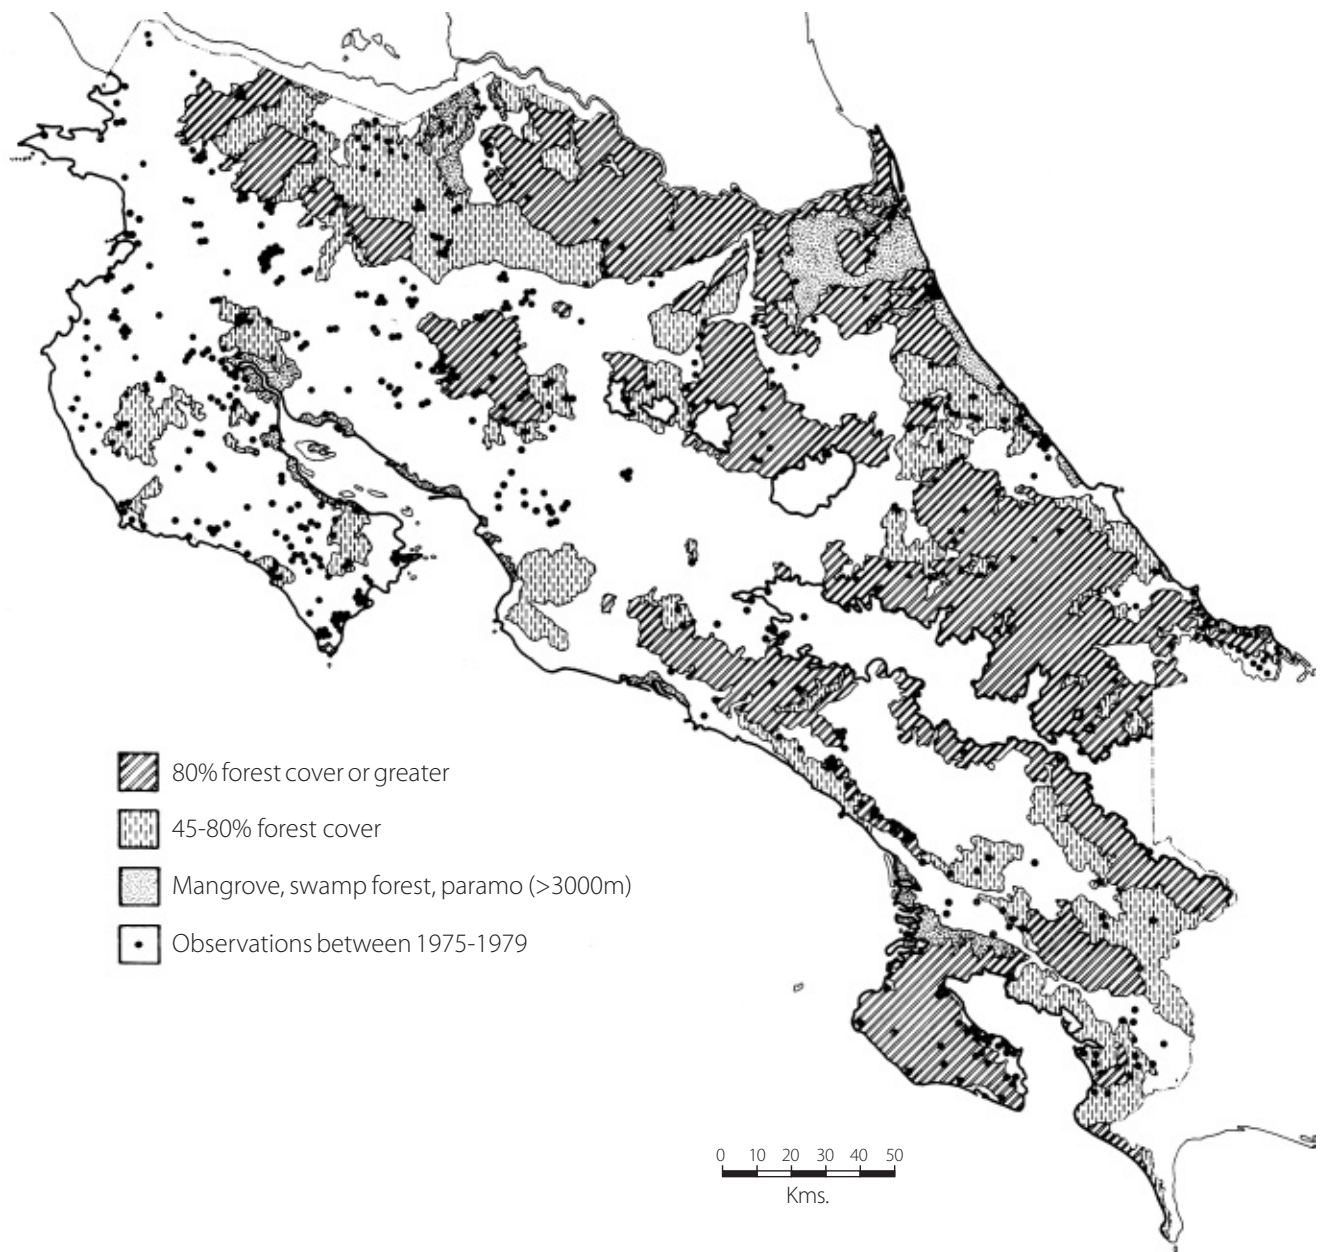 80% forest cover or greater
45-80% forest cover
Mangrove, swamp forest, paramo (>3000m)
Observations between 1975-1979
0 10 20 30 40 50
Kms.